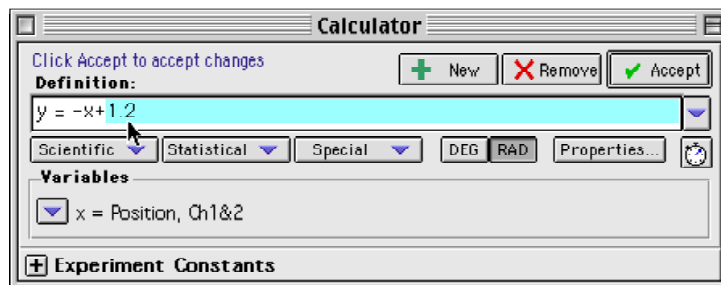 Calculator
Click Accept to accept changes
New Remove Accept
Definition:
y = -x+1.2
Scientific Statistical Special DEG RAD Properties...
Variables
x = Position, Ch1&2
Experiment Constants